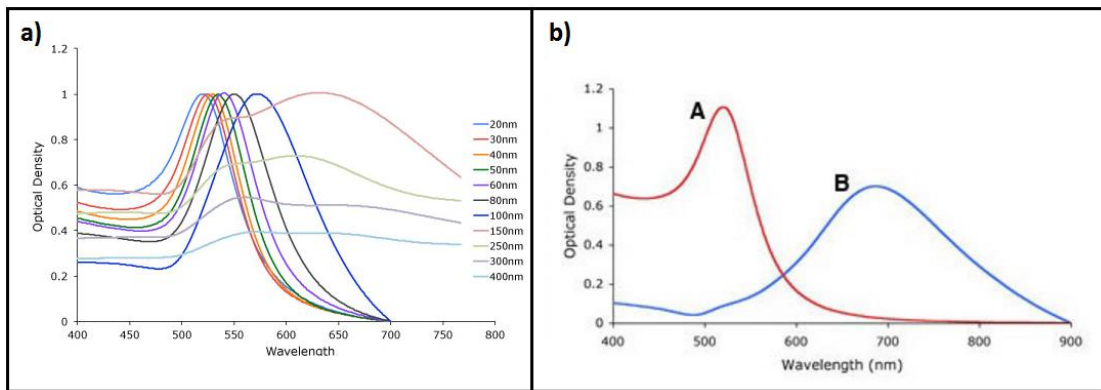 a)
1.2
1
0.8
0.6
0.4
0.2
0
Optical Density
400 450 500 550 600 650 700 750 800
Wavelength
20nm
30nm
40nm
50nm
60nm
80nm
100nm
150nm
250nm
300nm
400nm
b)
1.2
1
0.8
0.6
0.4
0.2
0
Optical Density
A
B
400 500 600 700 800 900
Wavelength (nm)